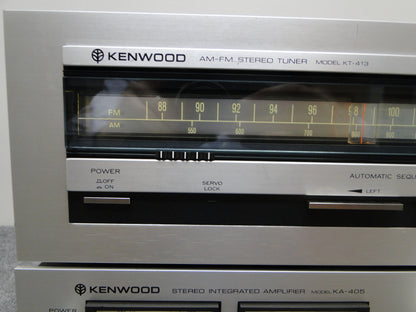 KENWOOD AM-FM STEREO TUNER MODEL KT-413
FM 88 90 92 94 96 98 100
AM 550 600 700
POWER
OFF
ON
SERVO
LOCK
AUTOMATIC SEQU
LEFT
KENWOOD STEREO INTEGRATED AMPLIFIER MODEL KA-405
POWER